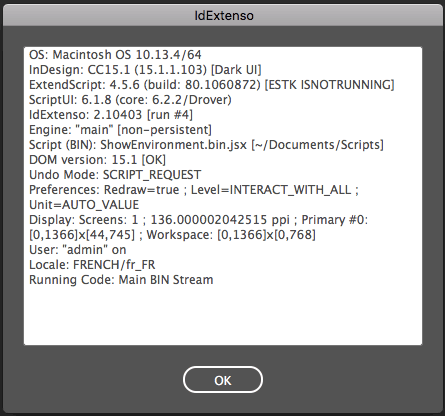 IdExtenso
OS: Macintosh OS 10.13.4/64
InDesign: CC15.1 (15.1.1.103) [Dark UI]
ExtendScript: 4.5.6 (build: 80.1060872) [ESTK ISNOTRUNNING]
ScriptUI: 6.1.8 (core: 6.2.2/Drover)
IdExtenso: 2.10403 [run #4]
Engine: "main" [non-persistent]
Script (BIN): ShowEnvironment.bin.jsx [~/Documents/Scripts]
DOM version: 15.1 [OK]
Undo Mode: SCRIPT_REQUEST
Preferences: Redraw=true ; Level=INTERACT_WITH_ALL ;
Unit=AUTO_VALUE
Display: Screens: 1 ; 136.000002042515 ppi ; Primary #0:
[0,1366]x[44,745] ; Workspace: [0,1366]x[0,768]
User: "admin" on
Locale: FRENCH/fr_FR
Running Code: Main BIN Stream
OK